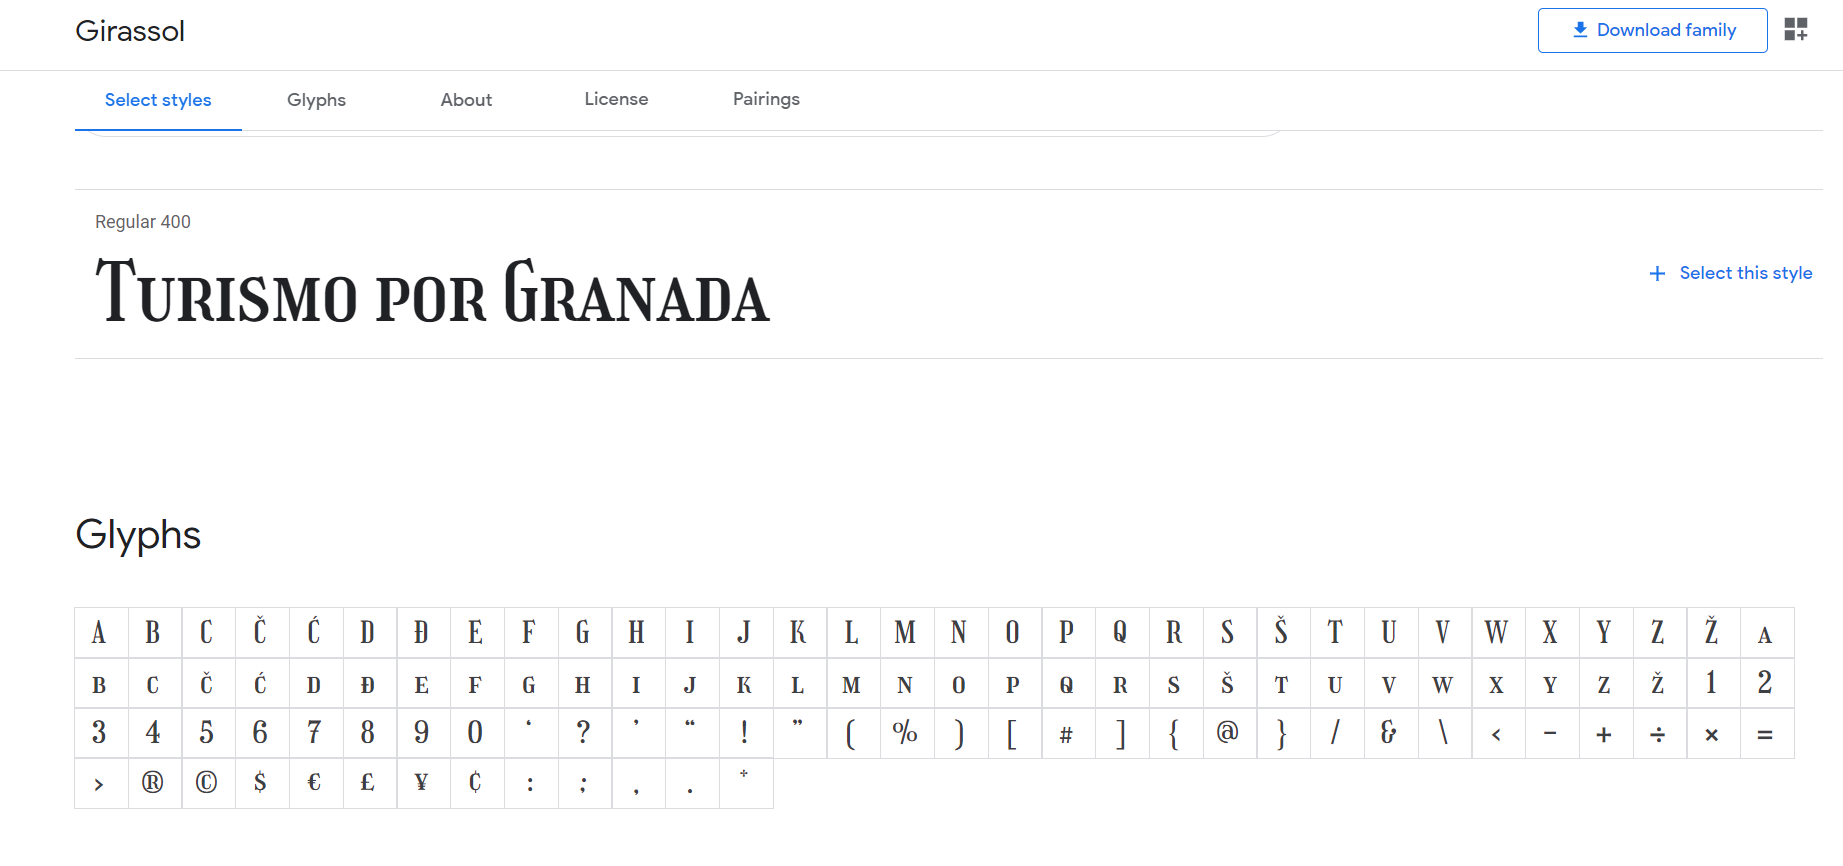 Girassol
Download family
Select styles Glyphs About License Pairings
Regular 400
Turismo por Granada
Select this style
Glyphs
A B C Č Ć D Đ E F G H I J K L M N O P Q R S Š T U V W X Y Z Ž a
b c č ć d đ e f g h i j k l m n o p q r s š t u v w x y z ž 1 2
3 4 5 6 7 8 9 0 ‘ ? ’ “ ! ” ( % ) [ # ] { @ } / & \ < - + ÷ × =
> ® © $ € £ ¥ ¢ : ; , . *